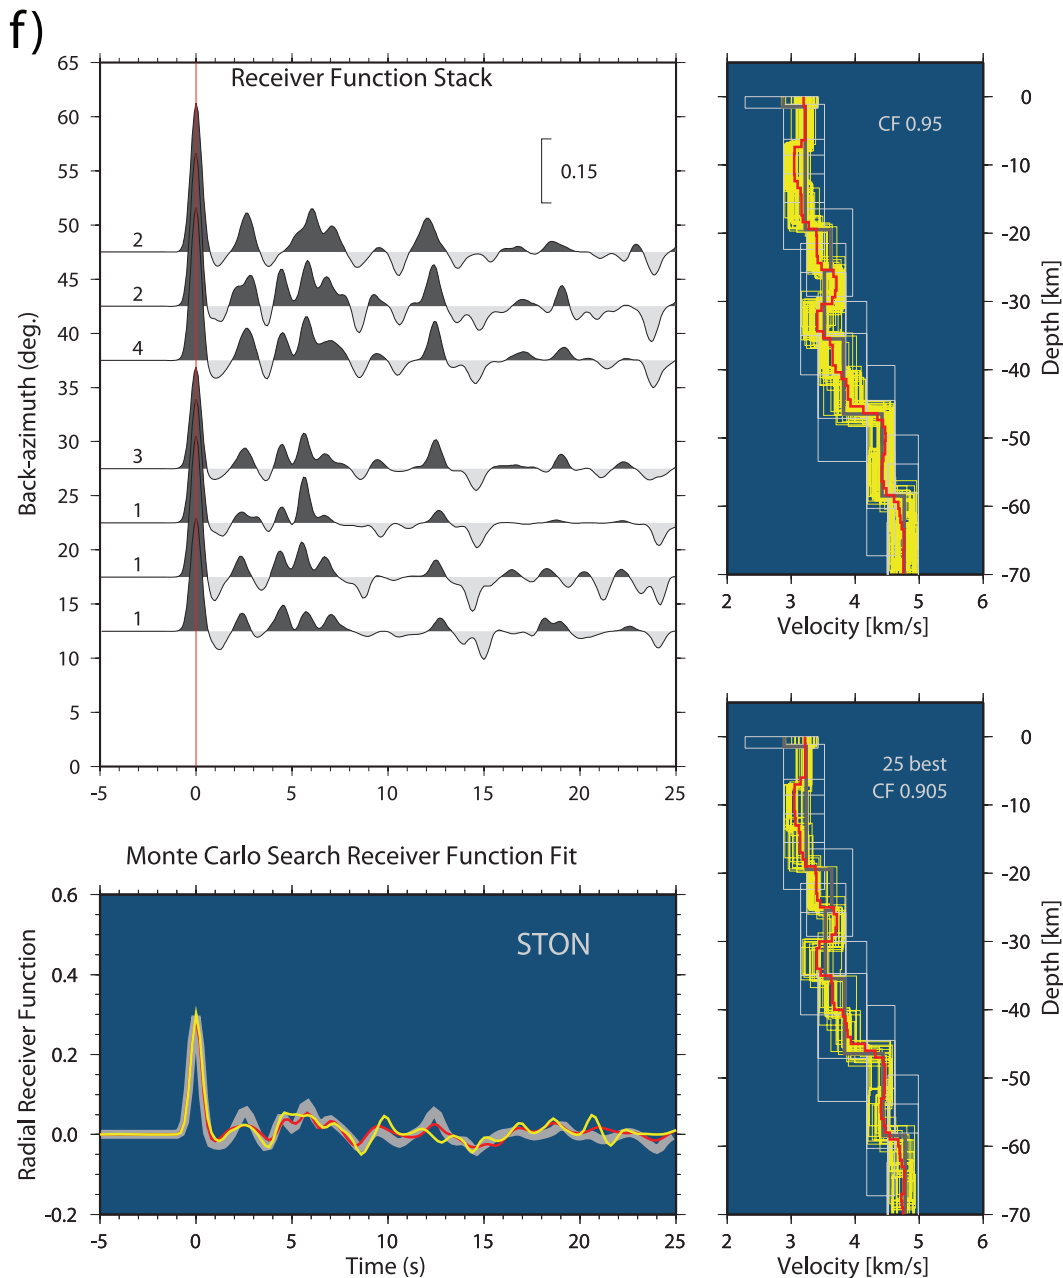 f)
Receiver Function Stack
65
60
55
50
45
40
35
30
25
20
15
10
5
0
Back-azimuth (deg.)
0.15
2
2
4
3
1
1
1
-5 0 5 10 15 20 25
CF 0.95
0
-10
-20
-30
-40
-50
-60
-70
Depth [km]
2 3 4 5 6
Velocity [km/s]
Monte Carlo Search Receiver Function Fit
STON
0.6
0.4
0.2
0.0
-0.2
Radial Receiver Function
-5 0 5 10 15 20 25
Time (s)
25 best
CF 0.905
0
-10
-20
-30
-40
-50
-60
-70
Depth [km]
2 3 4 5 6
Velocity [km/s]